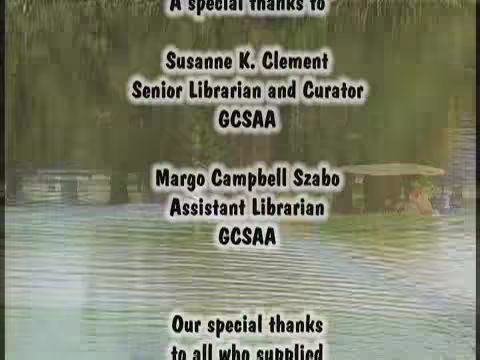 A special thanks to
Susanne K. Clement
Senior Librarian and Curator
GCSAA
Margo Campbell Szabo
Assistant Librarian
GCSAA
Our special thanks
to all who supplied